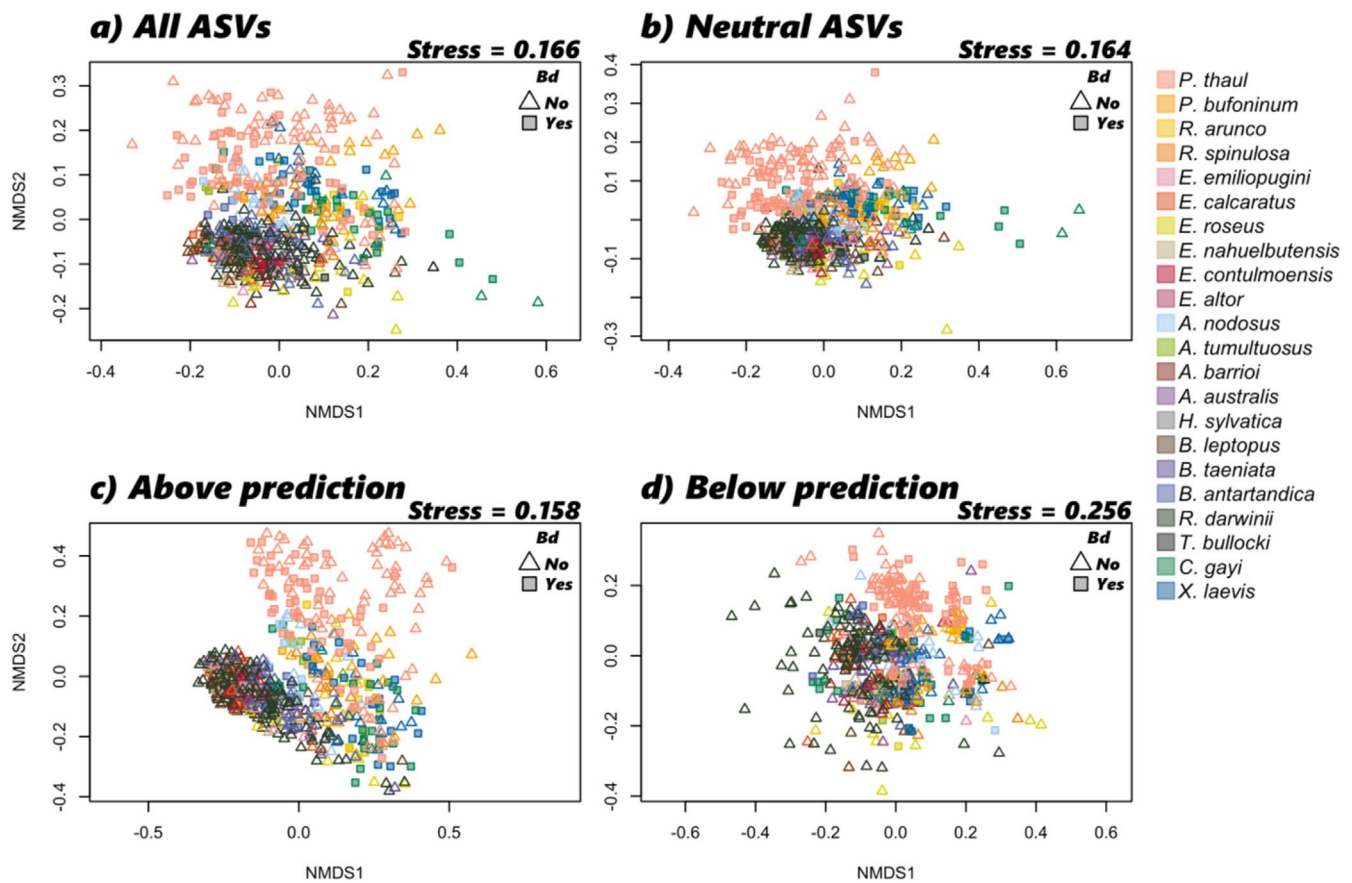 a) All ASVs
Stress = 0.166
Bd
No
Yes
NMDS2
0.3
0.2
0.1
0.0
-0.1
-0.2
-0.4
-0.2
0.0
0.2
0.4
0.6
NMDS1
b) Neutral ASVs
Stress = 0.164
Bd
No
Yes
0.4
0.3
0.2
0.1
-0.1
-0.3
-0.4
-0.2
0.0
0.2
0.4
0.6
NMDS1
c) Above prediction
Stress = 0.158
Bd
No
Yes
NMDS2
0.4
0.2
0.0
-0.2
-0.4
-0.5
0.0
0.5
NMDS1
d) Below prediction
Stress = 0.256
Bd
No
Yes
0.2
0.0
-0.2
-0.4
-0.6
-0.4
-0.2
0.0
0.2
0.4
0.6
NMDS1
P. thaul
P. bufoninum
R. arunco
R. spinulosa
E. emiliopugini
E. calcaratus
E. roseus
E. nahuelbutensis
E. contulmoensis
E. altor
A. nodosus
A. tumultuosus
A. barrioi
A. australis
H. sylvatica
B. leptopus
B. taeniata
B. antartandica
R. darwinii
T. bullocki
C. gayi
X. laevis